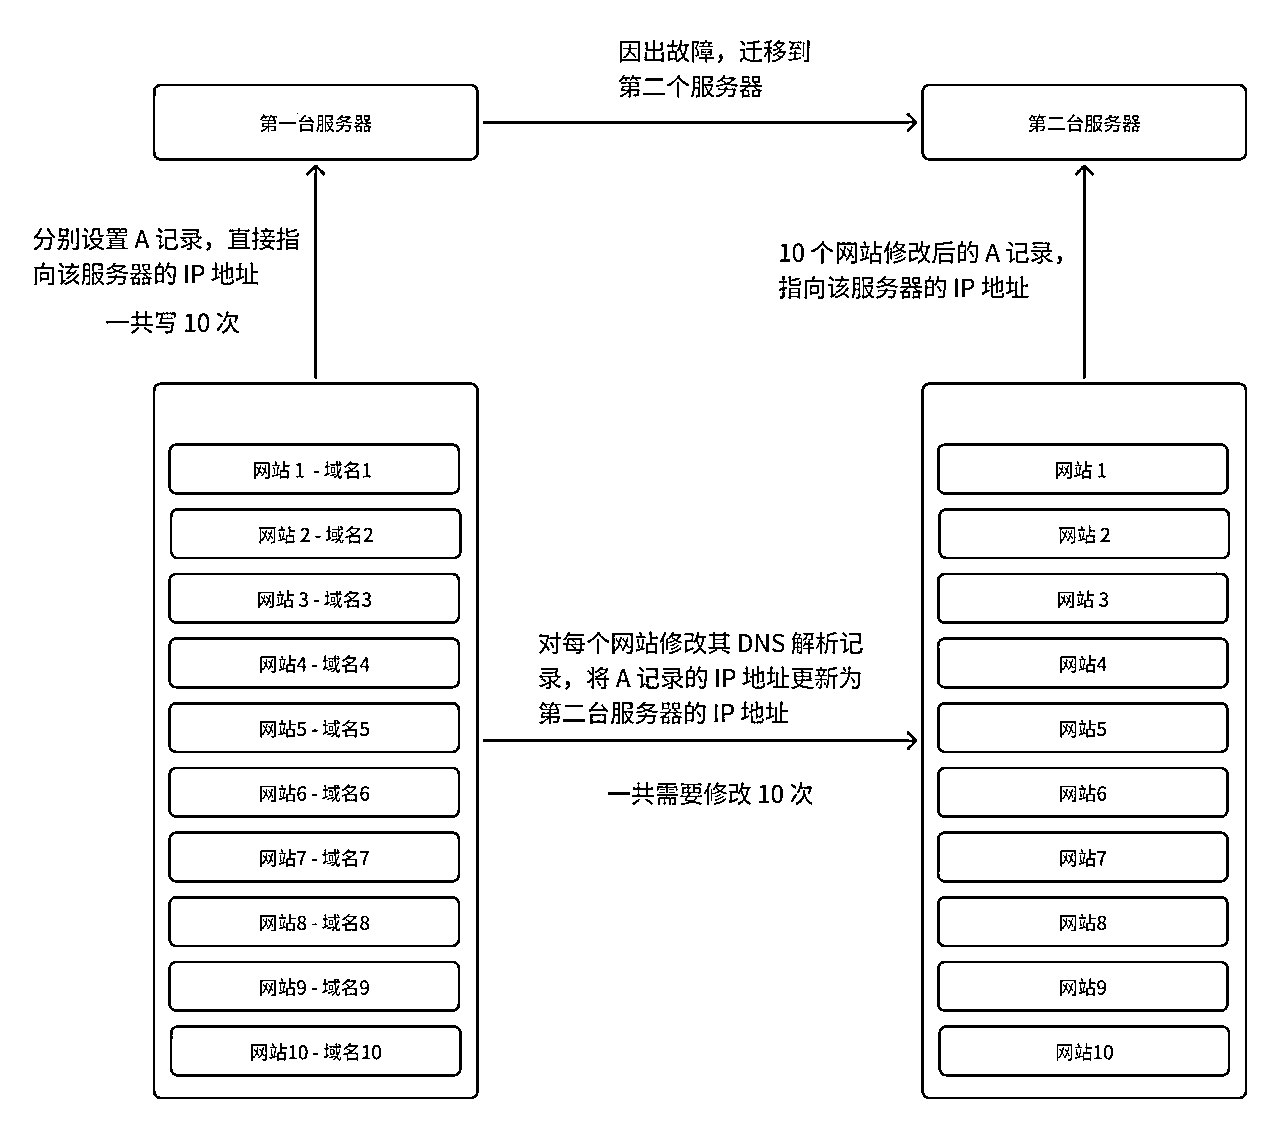 因出故障，迁移到
第二个服务器
第一台服务器
第二台服务器
分别设置 A 记录，直接指
向该服务器的 IP 地址
一共写 10 次
10 个网站修改后的 A 记录，
指向该服务器的 IP 地址
网站 1 - 域名1
网站 2 - 域名2
网站 3 - 域名3
网站4 - 域名4
网站5 - 域名5
网站6 - 域名6
网站7 - 域名7
网站8 - 域名8
网站9 - 域名9
网站10 - 域名10
对每个网站修改其 DNS 解析记
录，将 A 记录的 IP 地址更新为
第二台服务器的 IP 地址
一共需要修改 10 次
网站 1
网站 2
网站 3
网站4
网站5
网站6
网站7
网站8
网站9
网站10